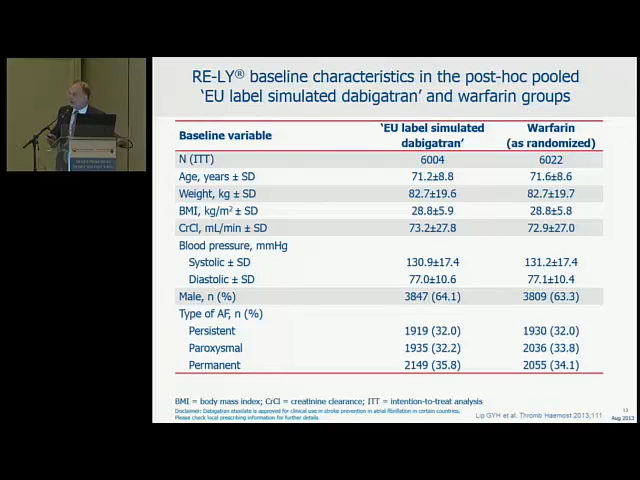 RE-LY® baseline characteristics in the post-hoc pooled
'EU label simulated dabigatran' and warfarin groups
Baseline variable 'EU label simulated dabigatran' Warfarin (as randomized)
N (ITT) 6004 6022
Age, years ± SD 71.2±8.8 71.6±8.6
Weight, kg ± SD 82.7±19.6 82.7±19.7
BMI, kg/m² ± SD 28.8±5.9 28.8±5.8
CrCl, mL/min ± SD 73.2±27.8 72.9±27.0
Blood pressure, mmHg
Systolic ± SD 130.9±17.4 131.2±17.4
Diastolic ± SD 77.0±10.6 77.1±10.4
Male, n (%) 3847 (64.1) 3809 (63.3)
Type of AF, n (%)
Persistent 1919 (32.0) 1930 (32.0)
Paroxysmal 1935 (32.2) 2036 (33.8)
Permanent 2149 (35.8) 2055 (34.1)
BMI = body mass index; CrCl = creatinine clearance; ITT = intention-to-treat analysis
Disclaimer: Dabigatran etexilate is approved for clinical use in stroke prevention in atrial fibrillation in certain countries.
Please check local prescribing information for further details.
Lip GYH et al. Thromb Haemost 2013;111
13
Aug 2013